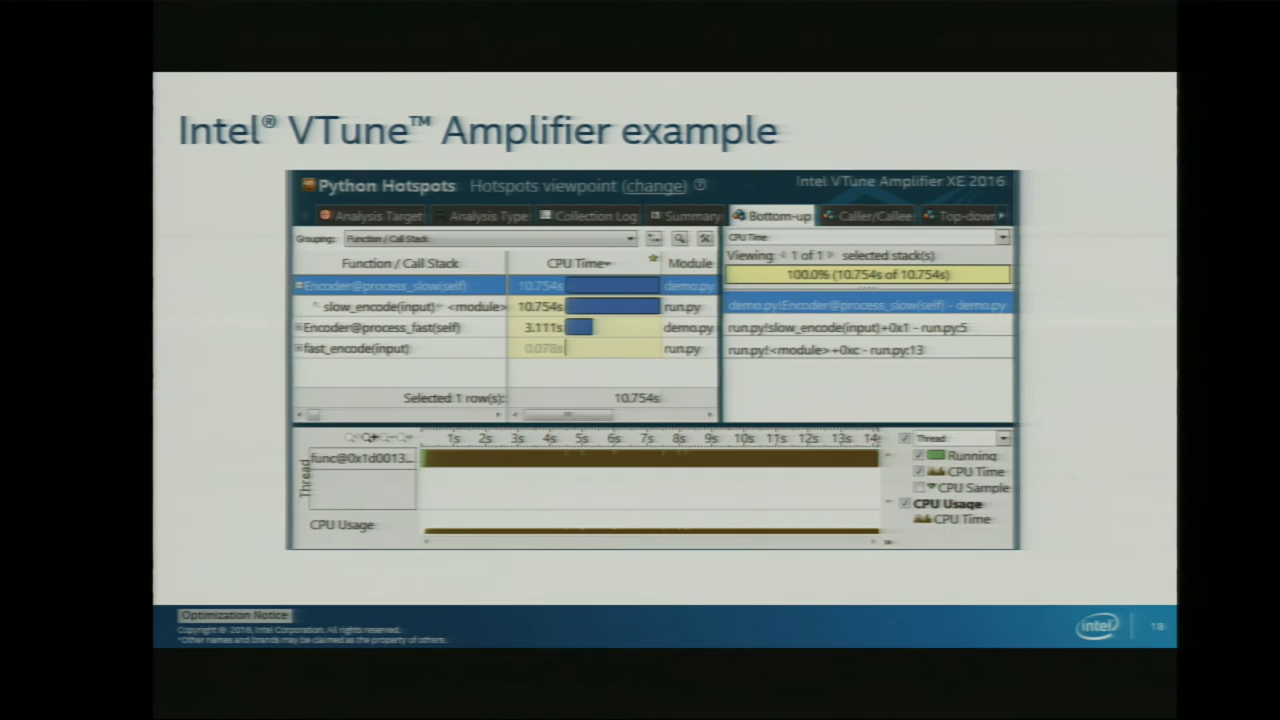 Intel® VTune™ Amplifier example
Python Hotspots Hotspots viewpoint (change) ?
Intel VTune Amplifier XE 2016
Analysis Target Analysis Type Collection Log Summary Bottom-up Caller/Callee Top-down
Grouping: Function / Call Stack
CPU Time
Function / Call Stack CPU Time Module
Viewing 1 of 1 selected stack(s)
100.0% (10.754s of 10.754s)
Encoder@process_slow(self) 10.754s demo.py
slow_encode(input) <module> 10.754s run.py
Encoder@process_fast(self) 3.111s demo.py
fast_encode(input) 0.078s run.py
Selected 1 row(s): 10.754s
demo.py!Encoder@process_slow(self) - demo.py
run.py!slow_encode(input)+0x1 - run.py:5
run.py!<module>+0xc - run.py:13
1s 2s 3s 4s 5s 6s 7s 8s 9s 10s 11s 12s 13s 14s
Thread
func@0x1d0013...
CPU Usage
Thread
Running
CPU Time
CPU Sample
CPU Usage
CPU Time
Optimization Notice
Copyright © 2016, Intel Corporation. All rights reserved.
*Other names and brands may be claimed as the property of others.
intel
18